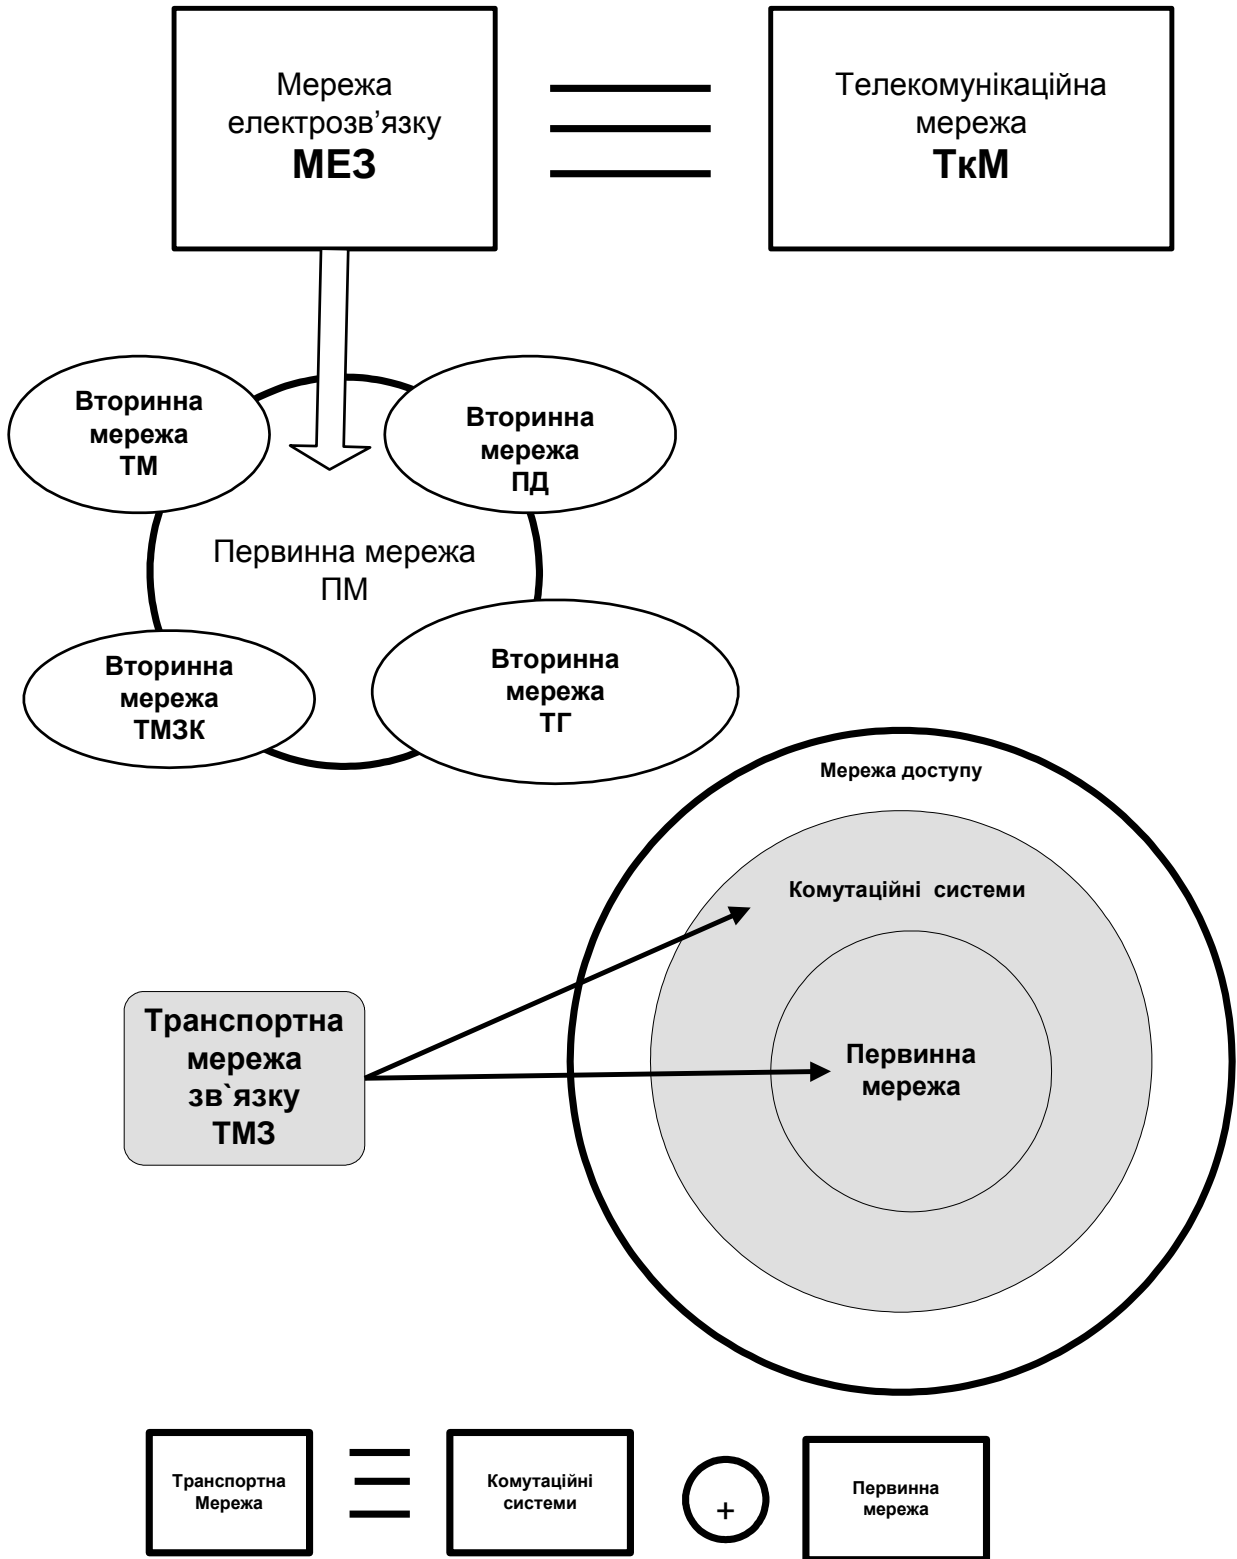 Мережа
електрозв’язку
МЕЗ
Телекомунікаційна
мережа
ТкМ
Вторинна
мережа
ТМ
Вторинна
мережа
ПД
Первинна мережа
ПМ
Вторинна
мережа
ТМЗК
Вторинна
мережа
ТГ
Мережа доступу
Комутаційні системи
Первинна
мережа
Транспортна
мережа
зв`язку
ТМЗ
Транспортна
Мережа
Комутаційні
системи
+
Первинна
мережа